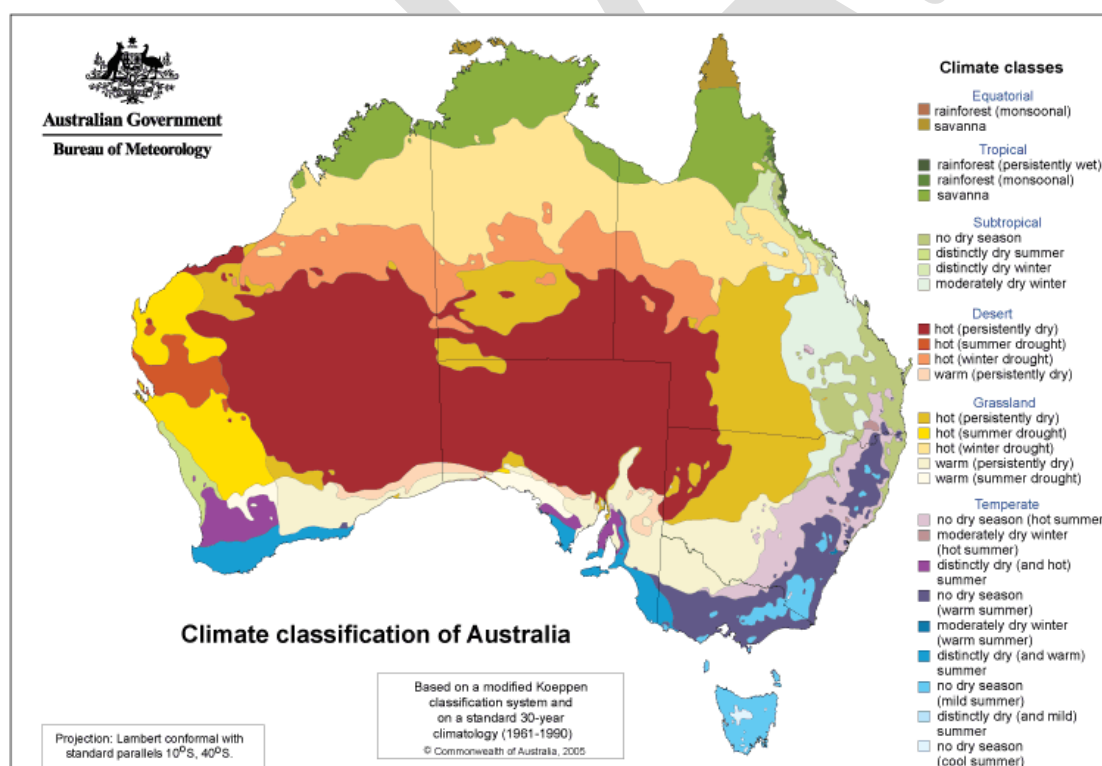 Australian Government
Bureau of Meteorology
Climate classes
Equatorial
rainforest (monsoonal)
savanna
Tropical
rainforest (persistently wet)
rainforest (monsoonal)
savanna
Subtropical
no dry season
distinctly dry summer
distinctly dry winter
moderately dry winter
Desert
hot (persistently dry)
hot (summer drought)
hot (winter drought)
warm (persistently dry)
Grassland
hot (persistently dry)
hot (summer drought)
hot (winter drought)
warm (persistently dry)
warm (summer drought)
Temperate
no dry season (hot summer
moderately dry winter
(hot summer)
distinctly dry (and hot)
summer
no dry season
(warm summer)
moderately dry winter
(warm summer)
distinctly dry (and warm)
summer
no dry season
(mild summer)
distinctly dry (and mild)
summer
no dry season
(cool summer)
Climate classification of Australia
Based on a modified Koeppen
classification system and
on a standard 30-year
climatology (1961-1990)
© Commonwealth of Australia, 2005
Projection: Lambert conformal with
standard parallels 10°S, 40°S.